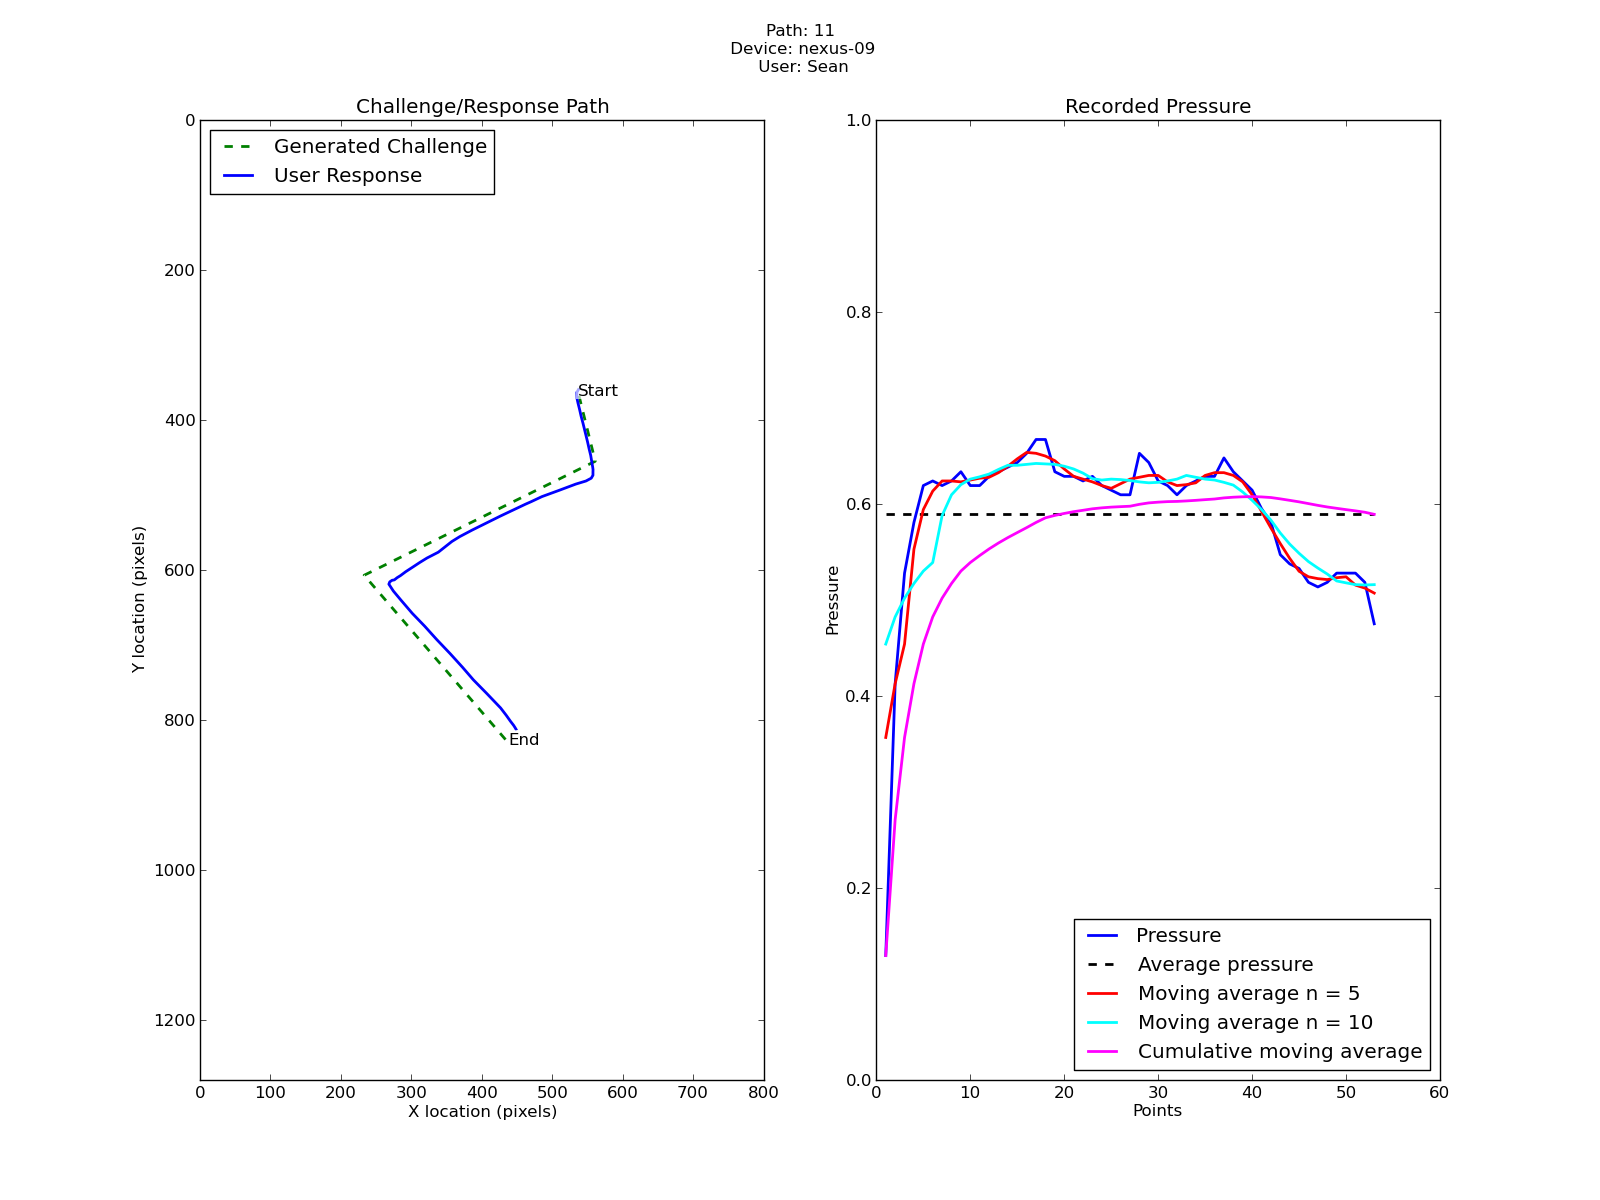 Path: 11
Device: nexus-09
User: Sean
Challenge/Response Path
Generated Challenge
User Response
0
200
400
600
800
1000
1200
Y location (pixels)
Start
End
0 100 200 300 400 500 600 700 800
X location (pixels)
Recorded Pressure
1.0
0.8
0.6
0.4
0.2
0.0
Pressure
Pressure
Average pressure
Moving average n = 5
Moving average n = 10
Cumulative moving average
0 10 20 30 40 50 60
Points